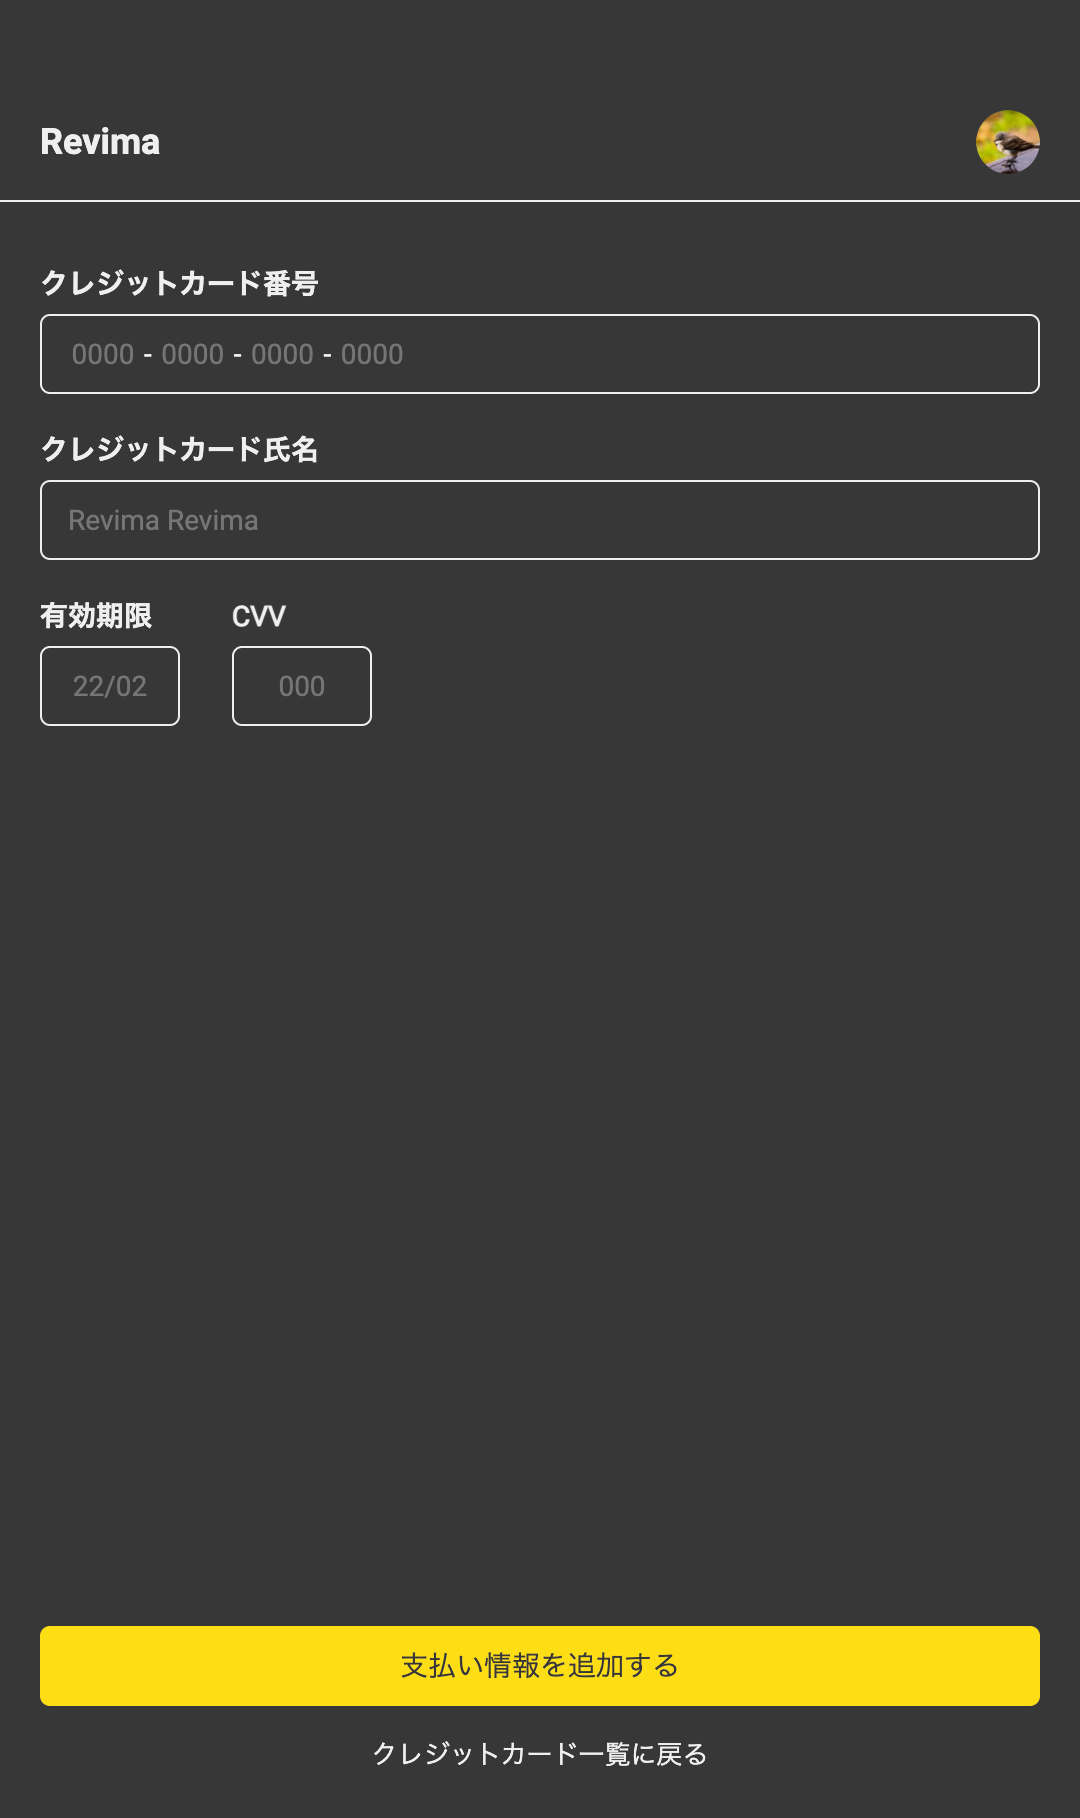 Revima
クレジットカード番号
0000 - 0000 - 0000 - 0000
クレジットカード氏名
Revima Revima
有効期限 CVV
22/02 000
支払い情報を追加する
クレジットカード一覧に戻る